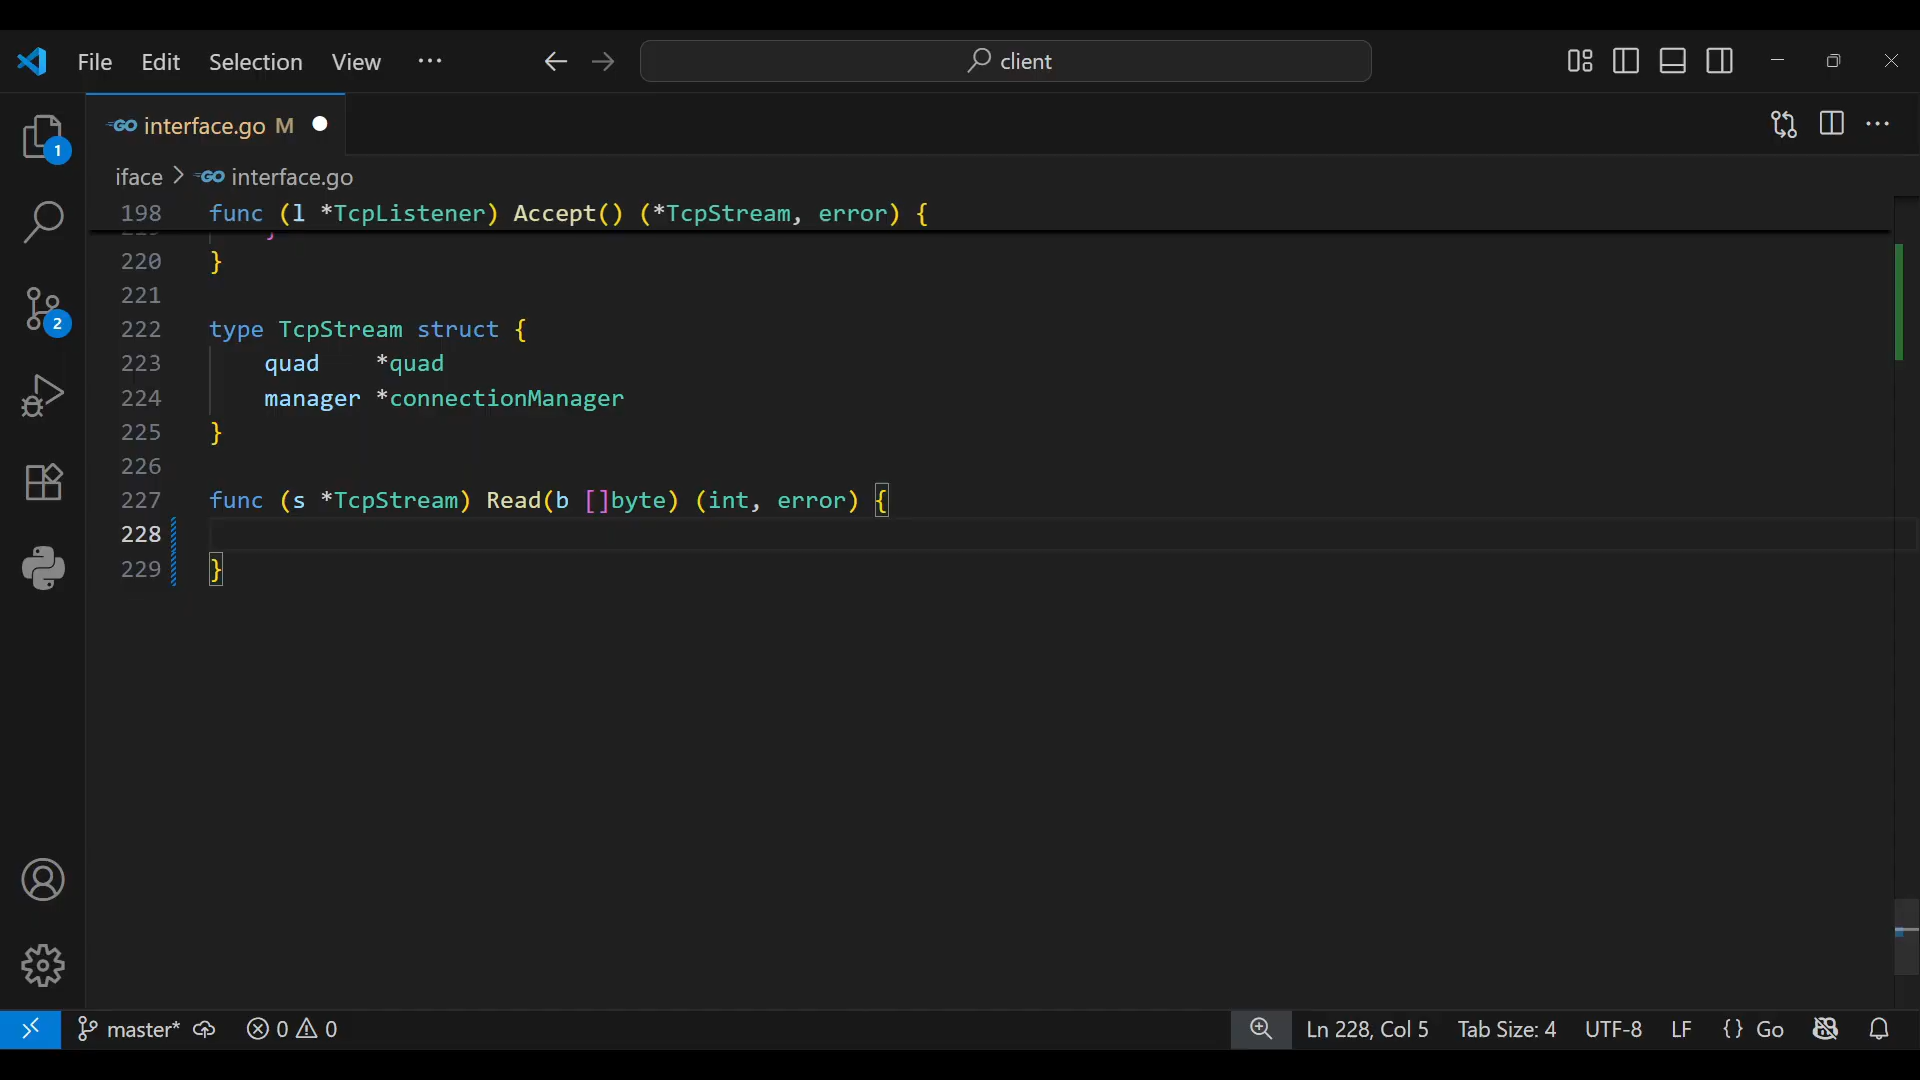 File Edit Selection View ··· client
interface.go M
iface > interface.go
198 func (l *TcpListener) Accept() (*TcpStream, error) {
220 }
221
222 type TcpStream struct {
223 quad *quad
224 manager *connectionManager
225 }
226
227 func (s *TcpStream) Read(b []byte) (int, error) {
228
229 }
1
2
master* 0 0 Ln 228, Col 5 Tab Size: 4 UTF-8 LF {} Go